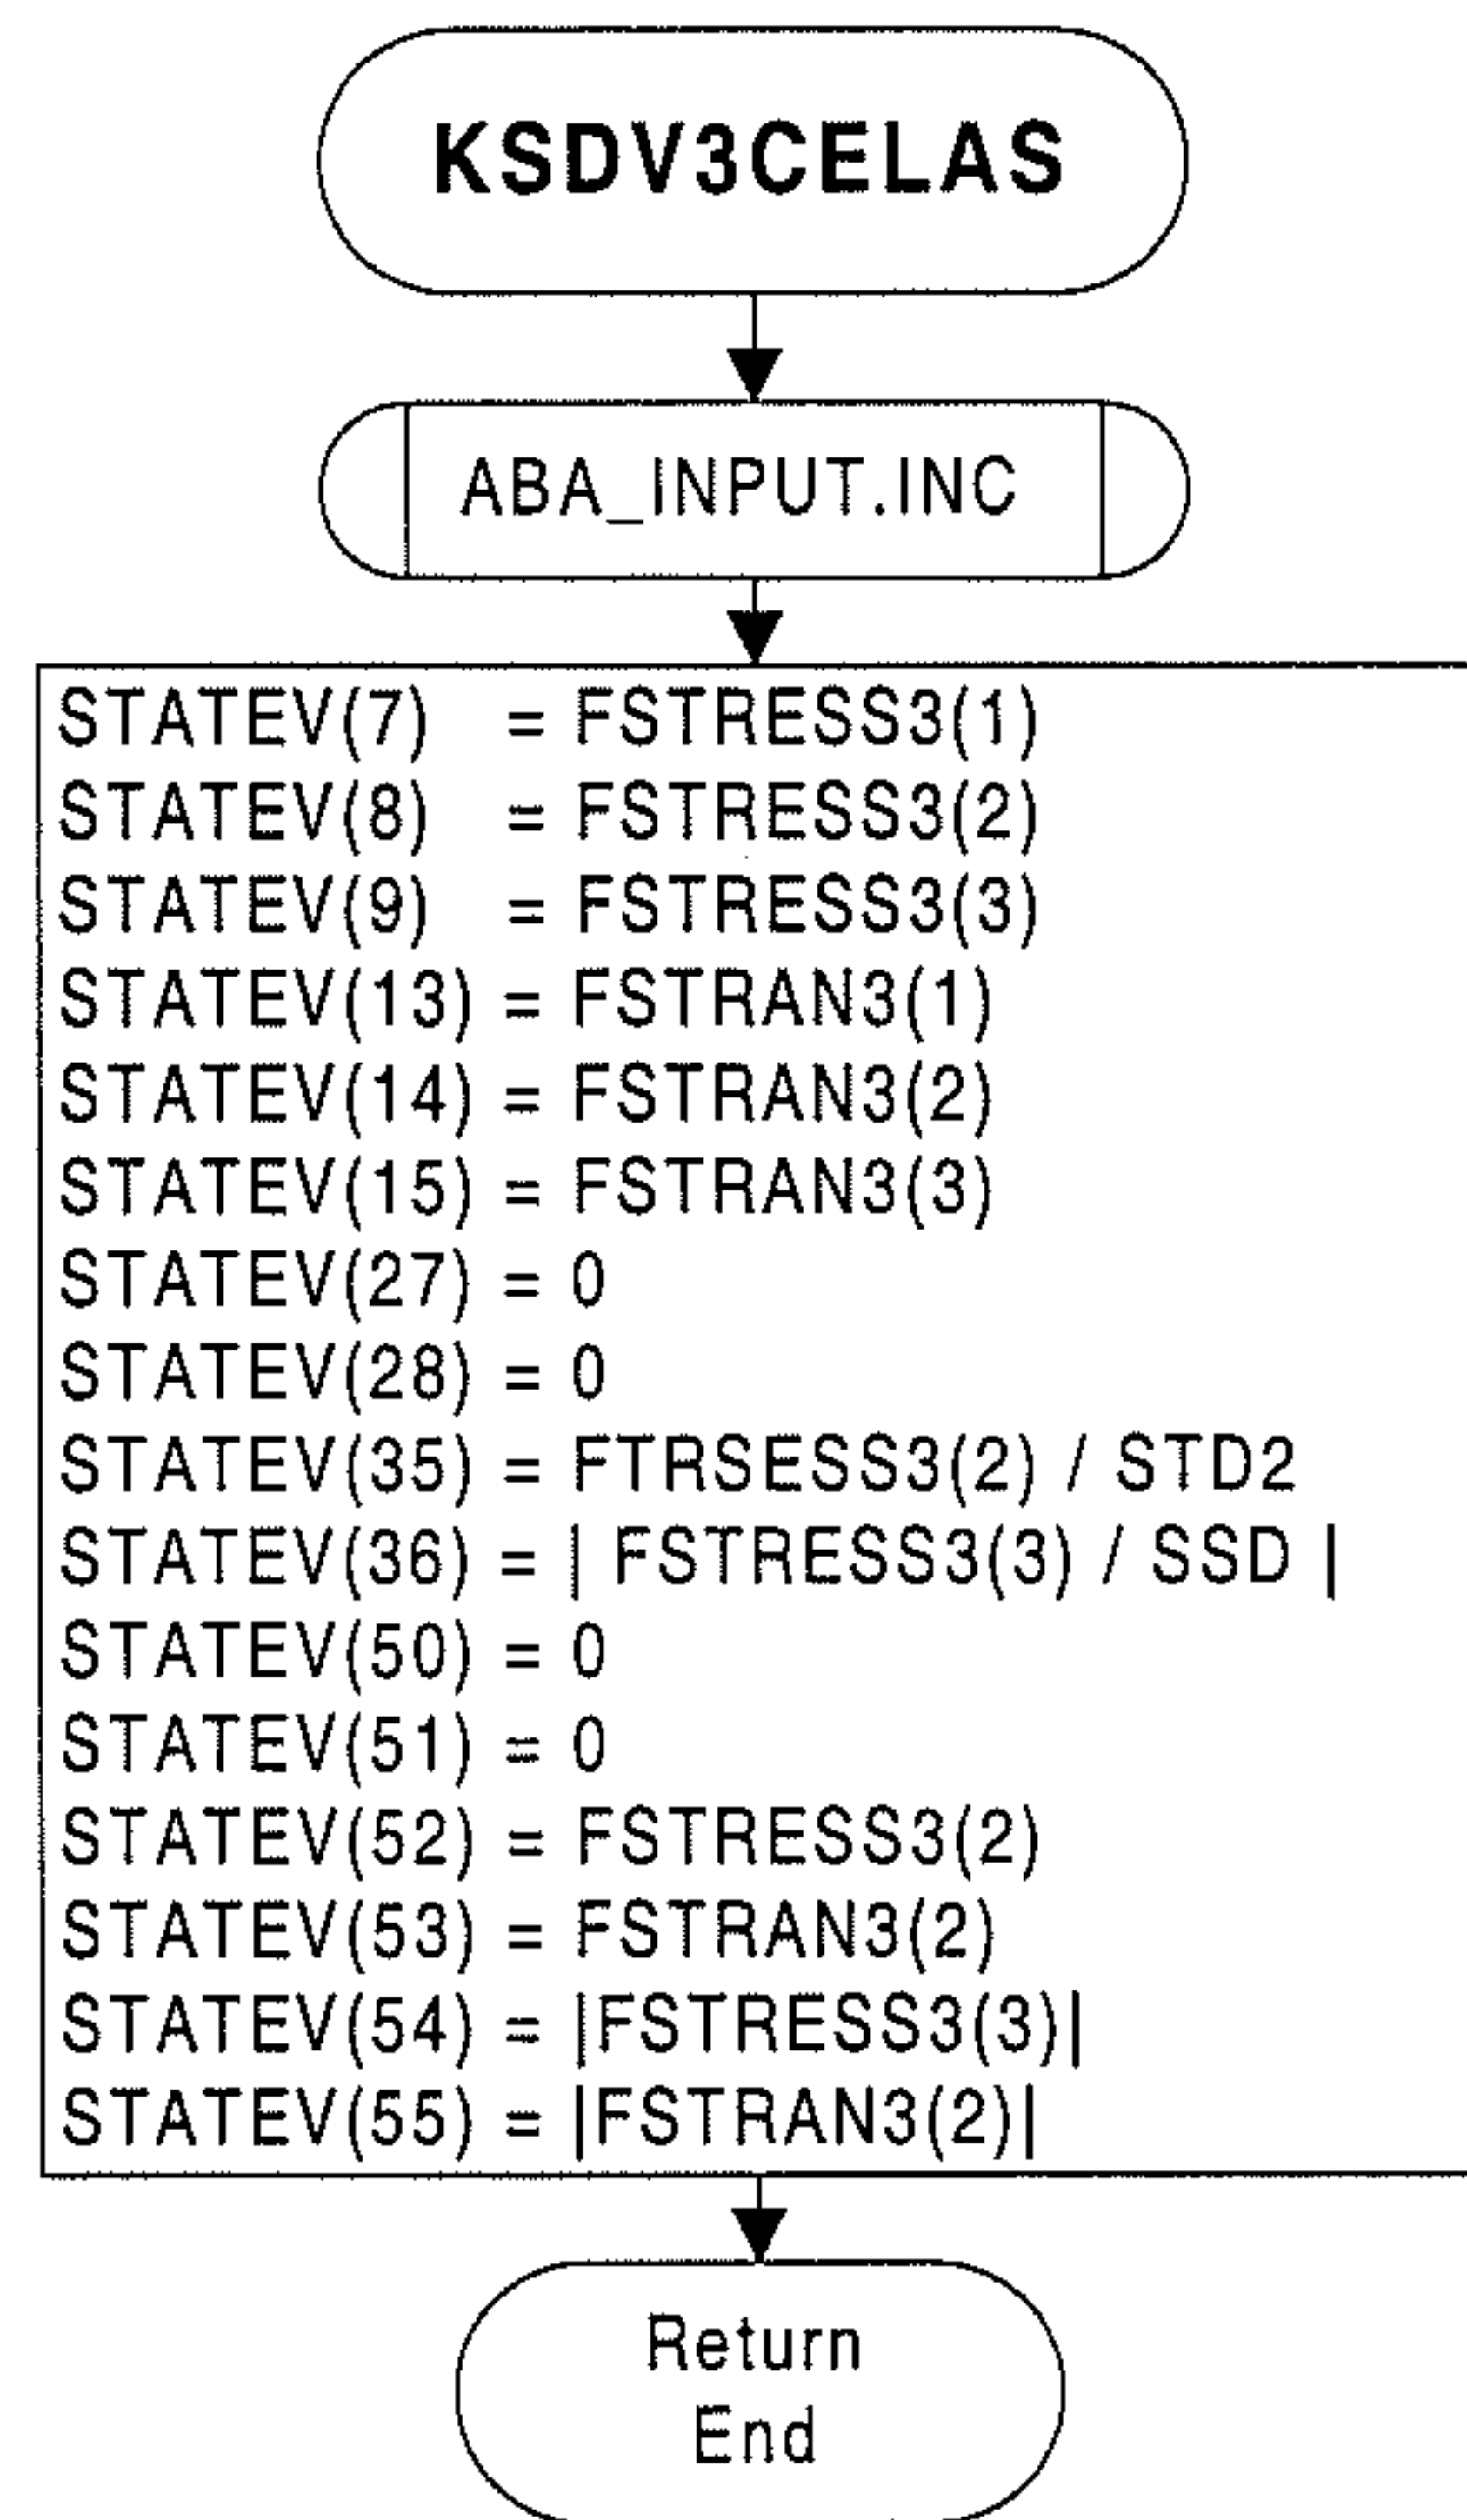 KSDV3CELAS
ABA_INPUT.INC
STATEV(7) = FSTRESS3(1)
STATEV(8) = FSTRESS3(2)
STATEV(9) = FSTRESS3(3)
STATEV(13) = FSTRAN3(1)
STATEV(14) = FSTRAN3(2)
STATEV(15) = FSTRAN3(3)
STATEV(27) = 0
STATEV(28) = 0
STATEV(35) = FTRSESS3(2) / STD2
STATEV(36) = | FSTRESS3(3) / SSD |
STATEV(50) = 0
STATEV(51) = 0
STATEV(52) = FSTRESS3(2)
STATEV(53) = FSTRAN3(2)
STATEV(54) = |FSTRESS3(3)|
STATEV(55) = |FSTRAN3(2)|
Return
End